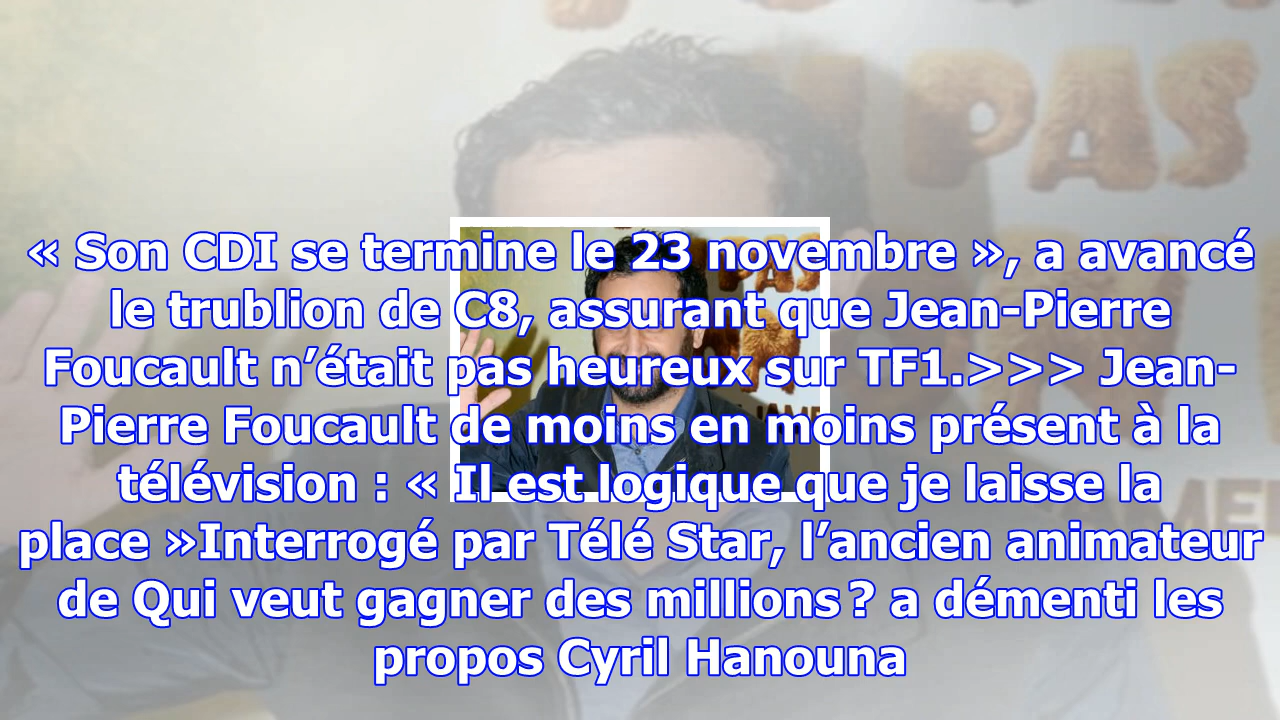 « Son CDI se termine le 23 novembre », a avancé
le trublion de C8, assurant que Jean-Pierre
Foucault n’était pas heureux sur TF1.>>> Jean-
Pierre Foucault de moins en moins présent à la
télévision : « Il est logique que je laisse la
place »Interrogé par Télé Star, l’ancien animateur
de Qui veut gagner des millions ? a démenti les
propos Cyril Hanouna
PAS